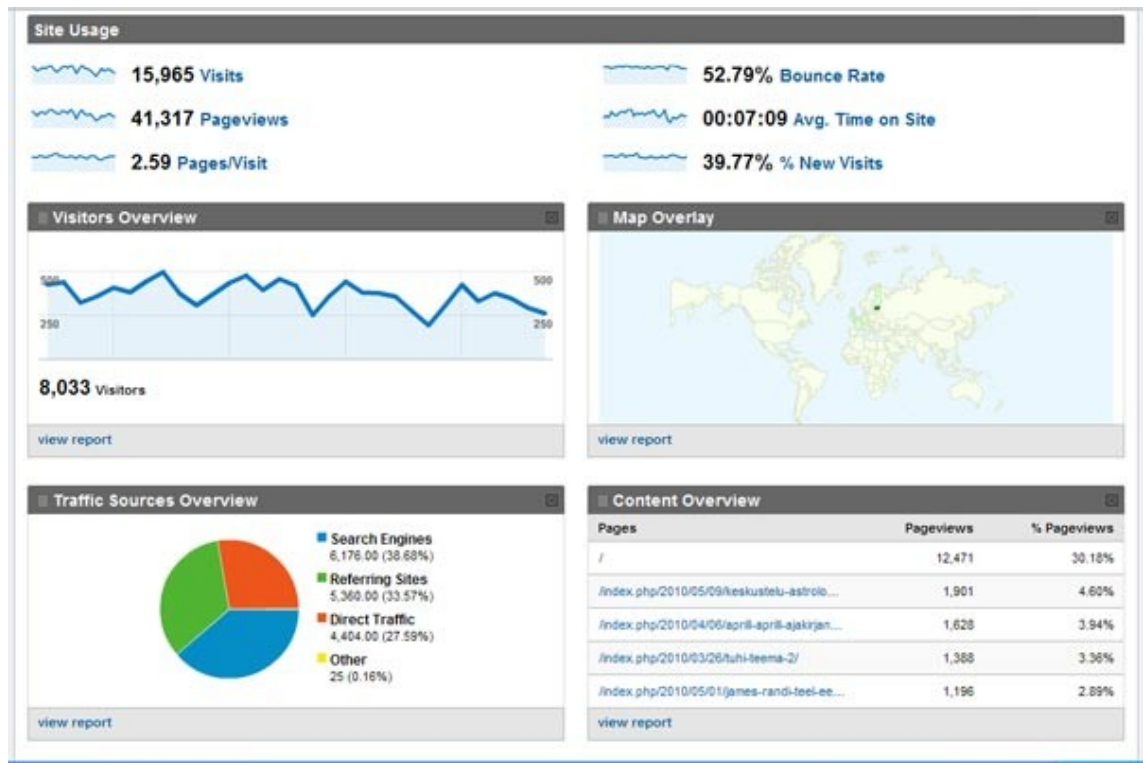 Site Usage
15,965 Visits
41,317 Pageviews
2.59 Pages/Visit
52.79% Bounce Rate
00:07:09 Avg. Time on Site
39.77% % New Visits
Visitors Overview
500 500
250 250
8,033 Visitors
view report
Map Overlay
view report
Traffic Sources Overview
Search Engines
6,176.00 (38.68%)
Referring Sites
5,360.00 (33.57%)
Direct Traffic
4,404.00 (27.59%)
Other
25 (0.16%)
view report
Content Overview
Pages Pageviews % Pageviews
/ 12,471 30.18%
/index.php/2010/05/09/keskustelu-astrolo... 1,901 4.60%
/index.php/2010/04/06/aprill-aprill-ajakirjan... 1,628 3.94%
/index.php/2010/03/26/tuhi-teema-2/ 1,388 3.36%
/index.php/2010/05/01/james-randi-teel-ee... 1,196 2.89%
view report